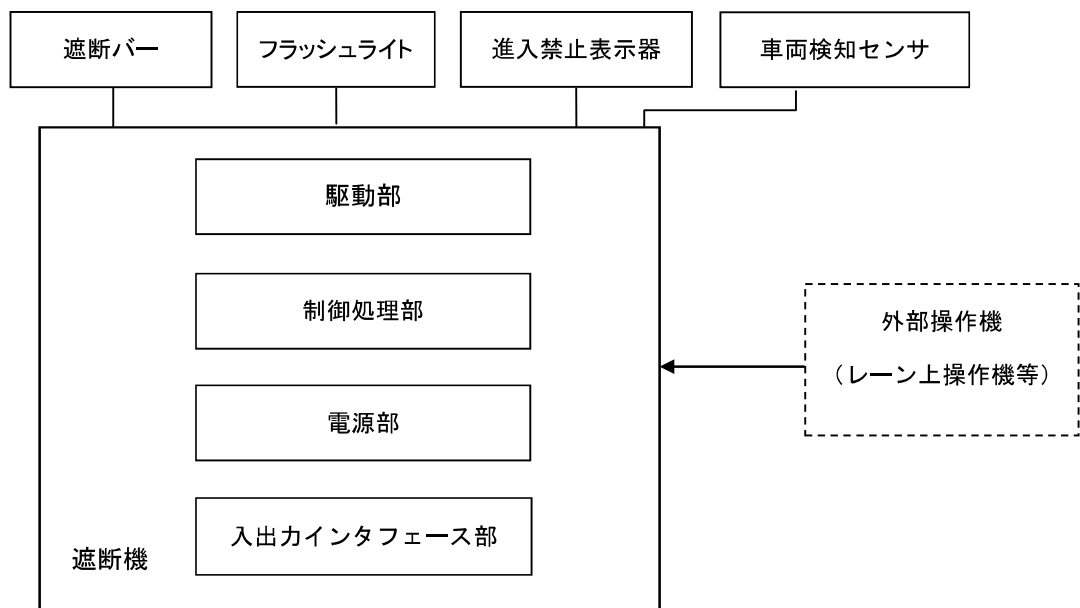 遮断バー
フラッシュライト
進入禁止表示器
車両検知センサ
駆動部
制御処理部
電源部
入出力インタフェース部
遮断機
外部操作機
（レーン上操作機等）